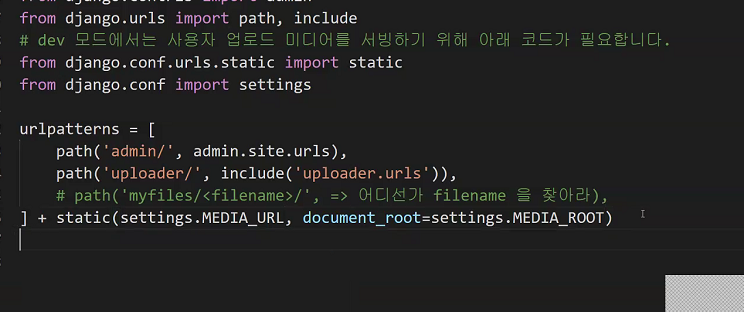 from django.urls import path, include
# dev 모드에서는 사용자 업로드 미디어를 서빙하기 위해 아래 코드가 필요합니다.
from django.conf.urls.static import static
from django.conf import settings
urlpatterns = [
path('admin/', admin.site.urls),
path('uploader/', include('uploader.urls')),
# path('myfiles/<filename>/', => 어디선가 filename 을 찾아라),
] + static(settings.MEDIA_URL, document_root=settings.MEDIA_ROOT)